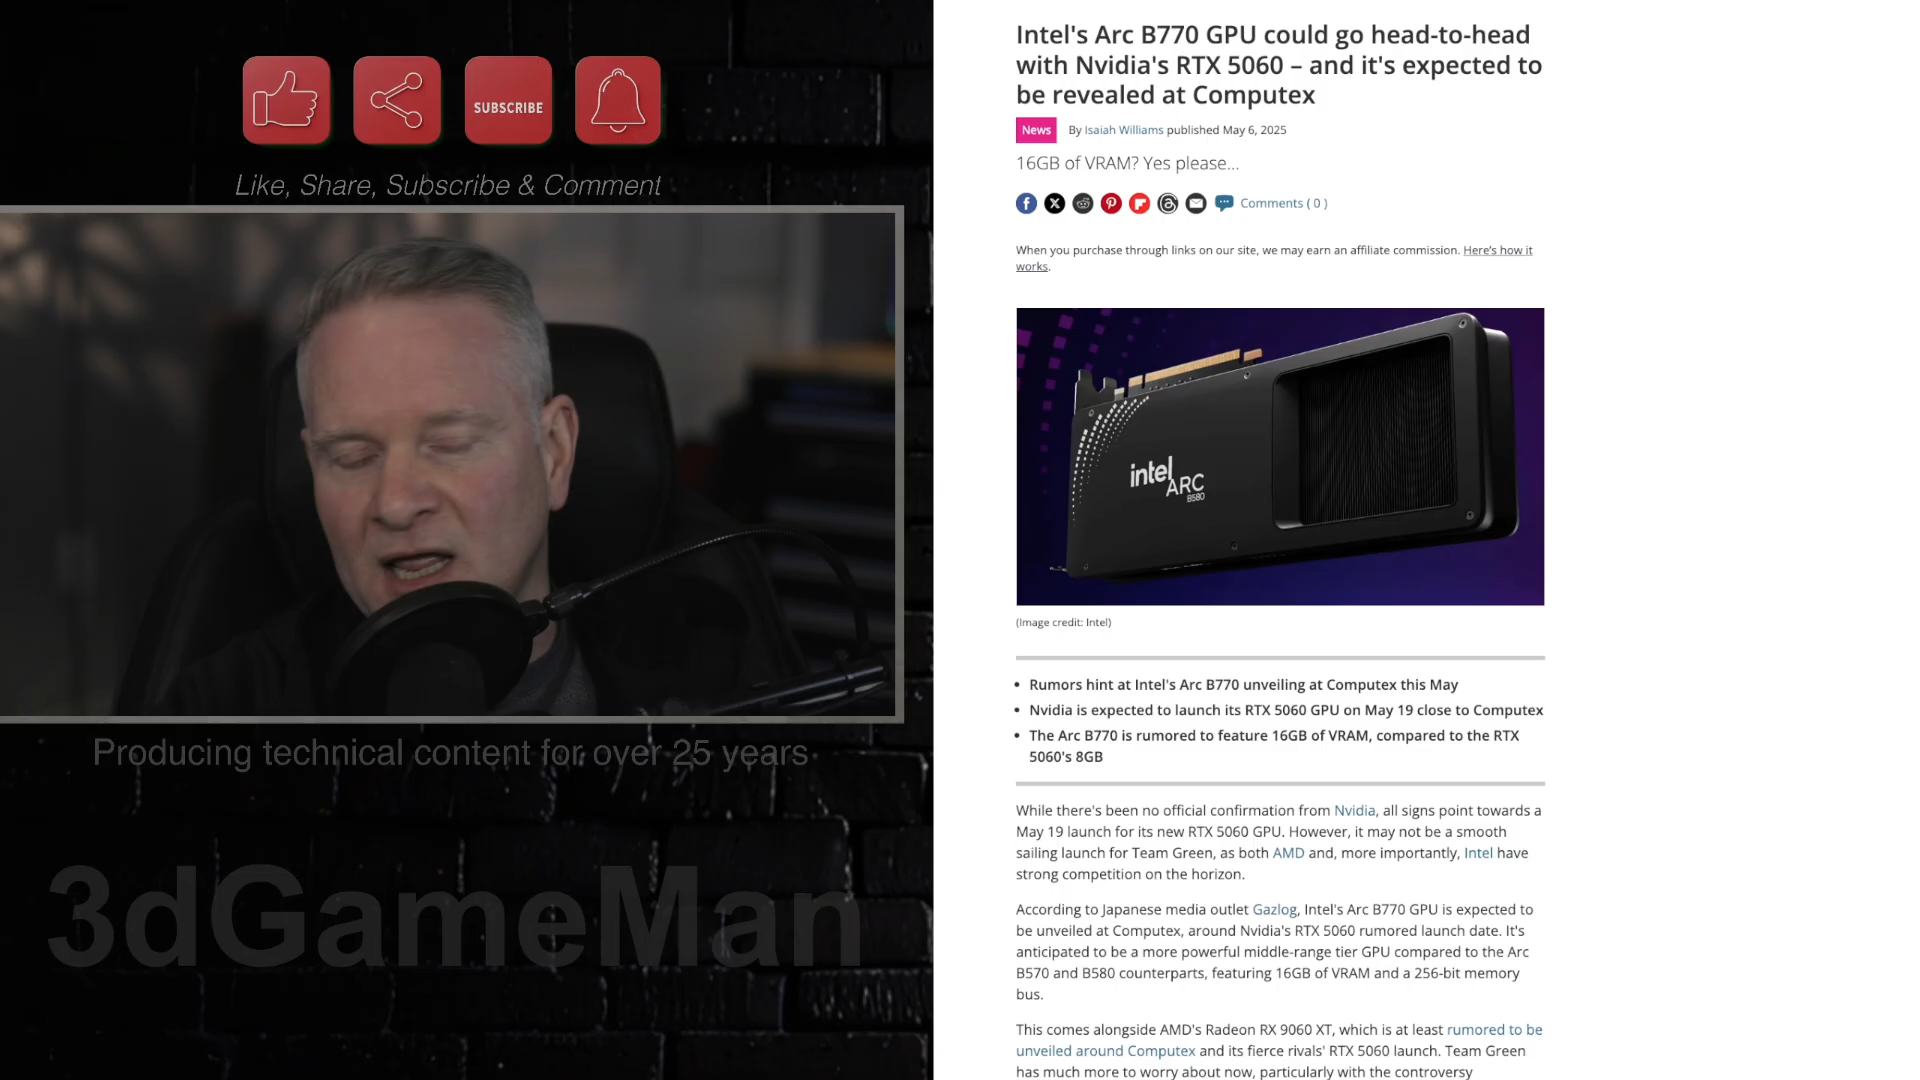 SUBSCRIBE
Like, Share, Subscribe & Comment
Producing technical content for over 25 years
3dGameMan
Intel's Arc B770 GPU could go head-to-head
with Nvidia's RTX 5060 – and it's expected to
be revealed at Computex
News By Isaiah Williams published May 6, 2025
16GB of VRAM? Yes please...
Comments ( 0 )
When you purchase through links on our site, we may earn an affiliate commission. Here's how it
works.
intel
ARC
B580
(Image credit: Intel)
• Rumors hint at Intel's Arc B770 unveiling at Computex this May
• Nvidia is expected to launch its RTX 5060 GPU on May 19 close to Computex
• The Arc B770 is rumored to feature 16GB of VRAM, compared to the RTX
5060's 8GB
While there's been no official confirmation from Nvidia, all signs point towards a
May 19 launch for its new RTX 5060 GPU. However, it may not be a smooth
sailing launch for Team Green, as both AMD and, more importantly, Intel have
strong competition on the horizon.
According to Japanese media outlet Gazlog, Intel's Arc B770 GPU is expected to
be unveiled at Computex, around Nvidia's RTX 5060 rumored launch date. It's
anticipated to be a more powerful middle-range tier GPU compared to the Arc
B570 and B580 counterparts, featuring 16GB of VRAM and a 256-bit memory
bus.
This comes alongside AMD's Radeon RX 9060 XT, which is at least rumored to be
unveiled around Computex and its fierce rivals' RTX 5060 launch. Team Green
has much more to worry about now, particularly with the controversy